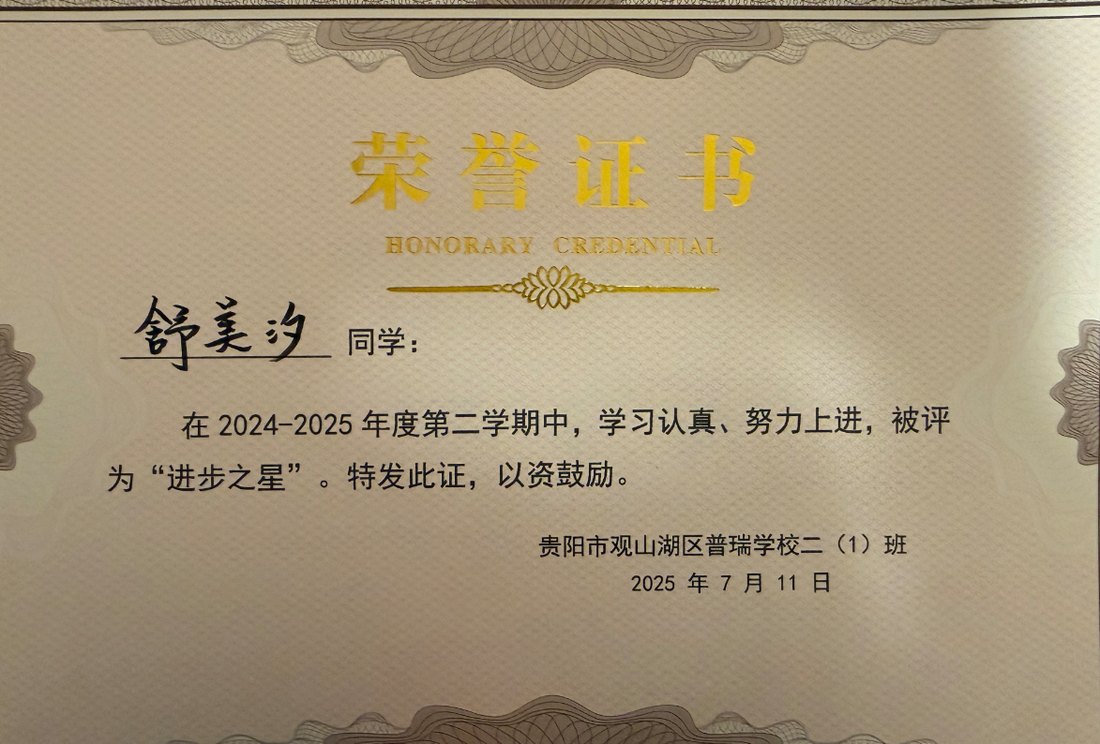 荣誉证书
HONORARY CREDENTIAL
舒美汐 同学：
在 2024-2025 年度第二学期中，学习认真、努力上进，被评
为“进步之星”。特发此证，以资鼓励。
贵阳市观山湖区普瑞学校二（1）班
2025 年 7 月 11 日